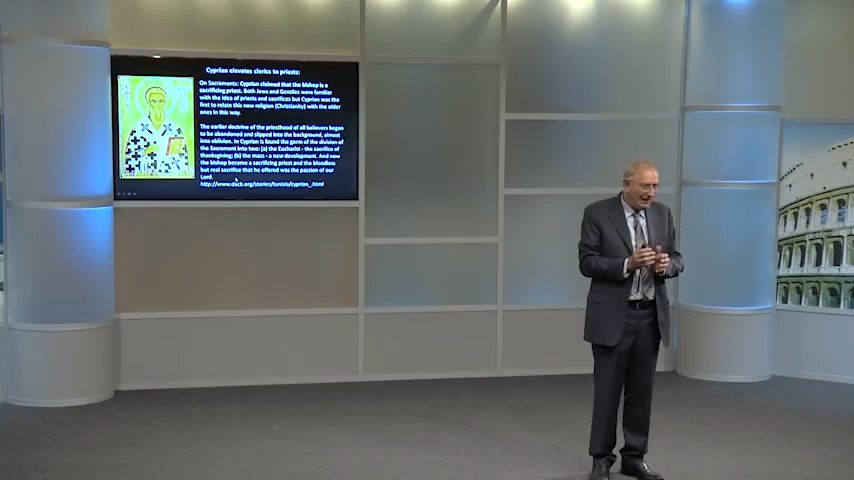 Cyprian elevates clerics to priests:
On Sacraments: Cyprian claimed that the bishop is a
sacrificing priest. Both Jews and Gentiles were familiar
with the idea of priests and sacrifices but Cyprian was the
first to relate this new religion (Christianity) with the older
ones in this way.
The earlier doctrine of the priesthood of all believers began
to be abandoned and slipped into the background, almost
into oblivion. In Cyprian is found the germ of the division of
the Sacrament into two: (a) the Eucharist - the sacrifice of
thanksgiving; (b) the mass - a new development. And now
the bishop became a sacrificing priest and the bloodless
but real sacrifice that he offered was the passion of our
Lord.
http://www.dacb.org/stories/tunisia/cyprian_.html